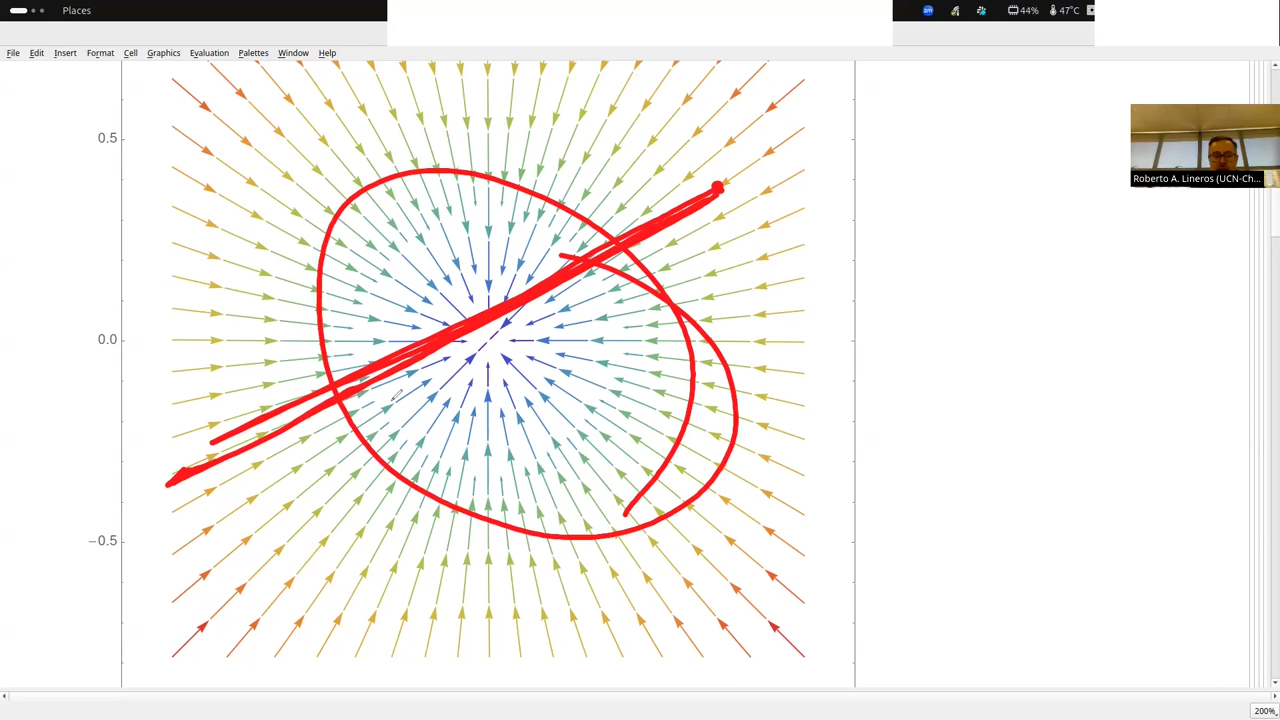 Places
am 44% 47°C
File Edit Insert Format Cell Graphics Evaluation Palettes Window Help
0.5
0.0
−0.5
Roberto A. Lineros (UCN-Ch...
200%